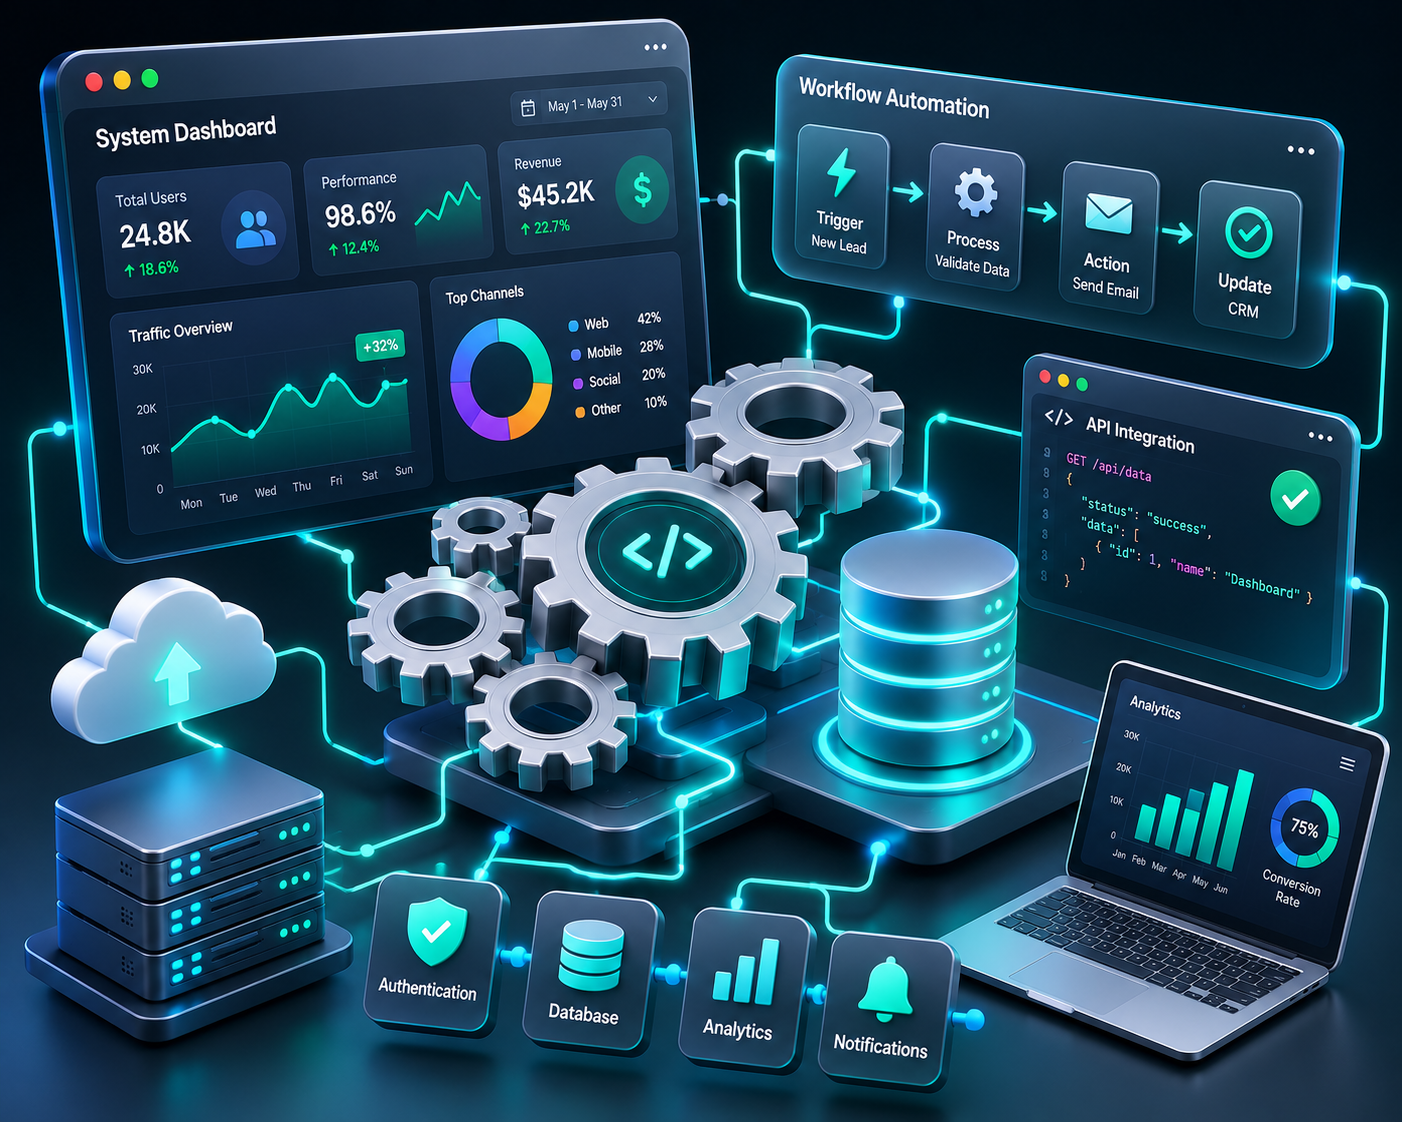 System Dashboard
May 1 - May 31
Total Users
24.8K
↑ 18.6%
Performance
98.6%
↑ 12.4%
Revenue
$45.2K
↑ 22.7%
$
Traffic Overview
+32%
30K
20K
10K
0
Mon Tue Wed Thu Fri Sat Sun
Top Channels
Web 42%
Mobile 28%
Social 20%
Other 10%
Workflow Automation
Trigger
New Lead
Process
Validate Data
Action
Send Email
Update
CRM
</> API Integration
GET /api/data
{
"status": "success",
"data": [
{ "id": 1, "name": "Dashboard" }
}
}
</>
Analytics
30K
20K
10K
0
Jan Feb Mar Apr May Jun
75%
Conversion
Rate
Authentication
Database
Analytics
Notifications